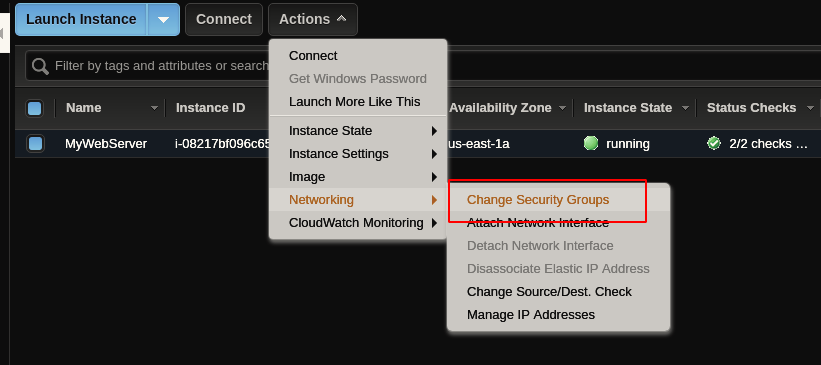 Launch Instance
Connect
Actions
Filter by tags and attributes or search
Name
Instance ID
Availability Zone
Instance State
Status Checks
MyWebServer
i-08217bf096c65
us-east-1a
running
2/2 checks ...
Connect
Get Windows Password
Launch More Like This
Instance State
Instance Settings
Image
Networking
CloudWatch Monitoring
Change Security Groups
Attach Network Interface
Detach Network Interface
Disassociate Elastic IP Address
Change Source/Dest. Check
Manage IP Addresses